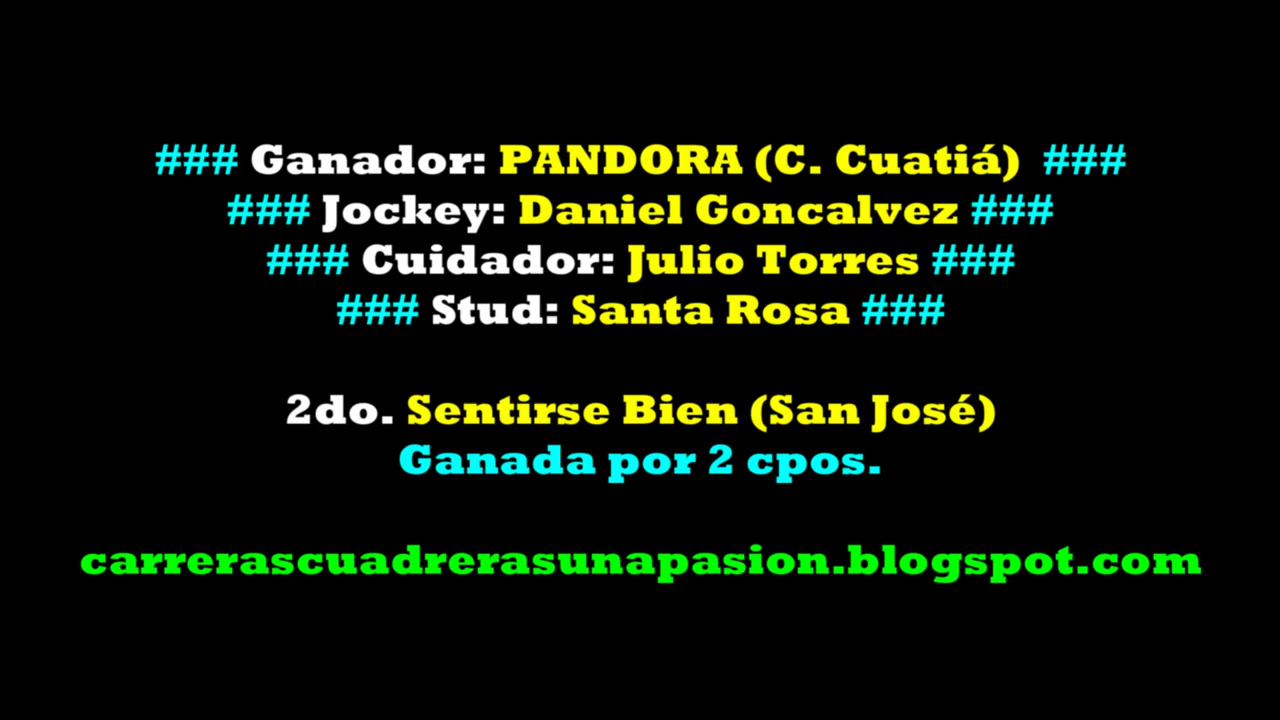 ### Ganador: PANDORA (C. Cuatiá) ###
### Jockey: Daniel Goncalvez ###
### Cuidador: Julio Torres ###
### Stud: Santa Rosa ###
2do. Sentirse Bien (San José)
Ganada por 2 cpos.
carrerascuadrerasunapasion.blogspot.com